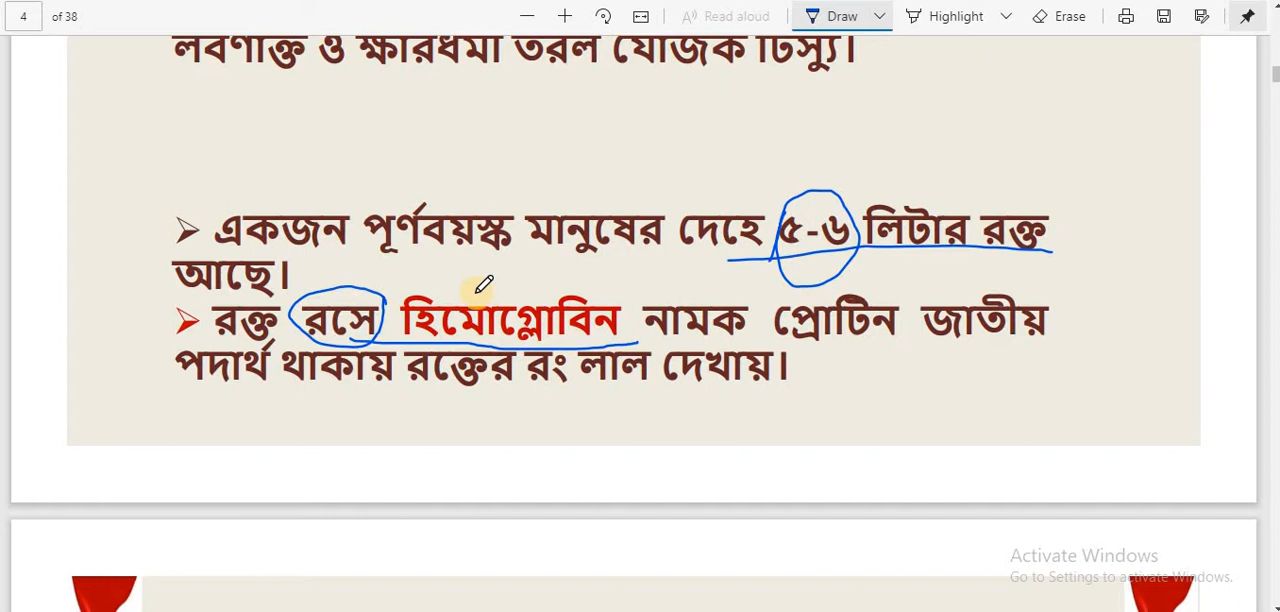 4 of 38 Read aloud Draw Highlight Erase
লবণাক্ত ও ক্ষারধর্মী তরল যোজক টিস্যু।
➢ একজন পূর্ণবয়স্ক মানুষের দেহে ৫-৬ লিটার রক্ত
আছে।
➢ রক্ত রসে হিমোগ্লোবিন নামক প্রোটিন জাতীয়
পদার্থ থাকায় রক্তের রং লাল দেখায়।
Activate Windows
Go to Settings to activate Windows.